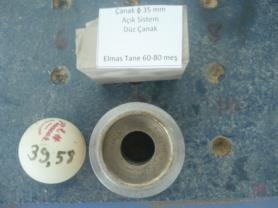 Çanak ϕ 35 mm
Açık Sistem
Düz Çanak
Elmas Tane 60-80 meş
39,58